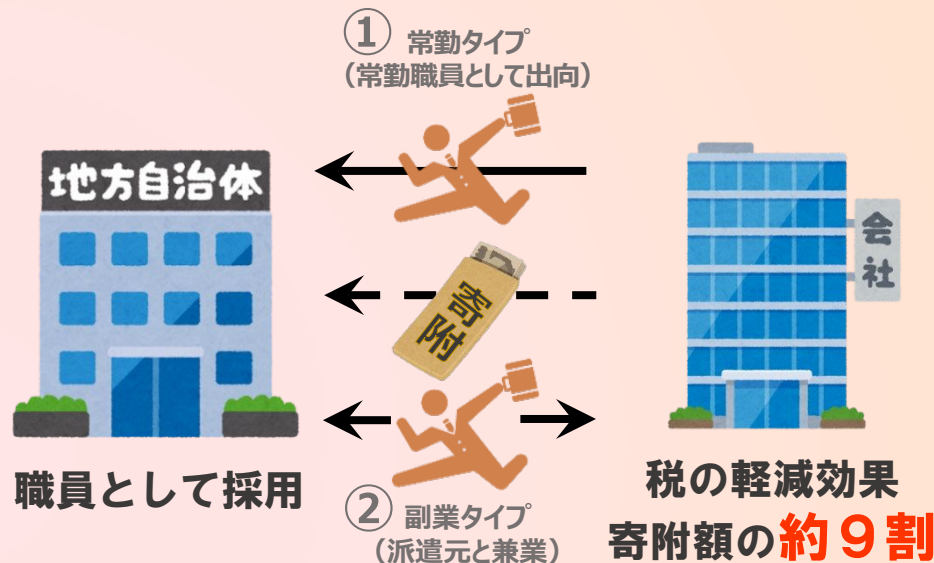 ① 常勤タイプ
（常勤職員として出向）
地方自治体
会社
寄附
職員として採用
税の軽減効果
寄附額の約９割
② 副業タイプ
（派遣元と兼業）